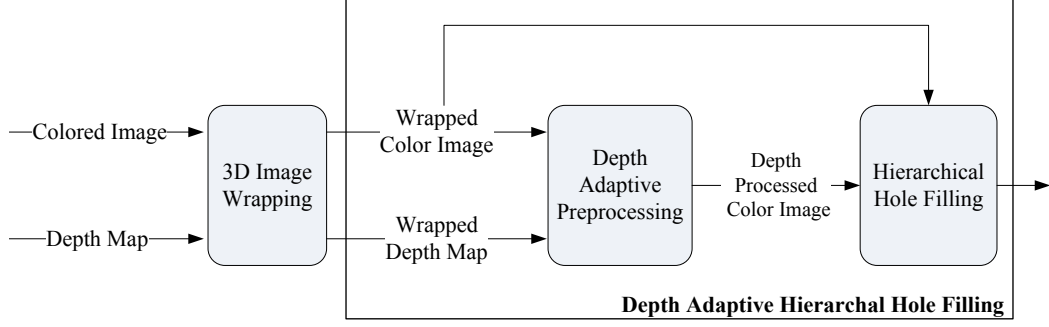 Colored Image
Depth Map
3D Image
Wrapping
Wrapped
Color Image
Wrapped
Depth Map
Depth
Adaptive
Preprocessing
Depth
Processed
Color Image
Hierarchical
Hole Filling
Depth Adaptive Hierarchal Hole Filling